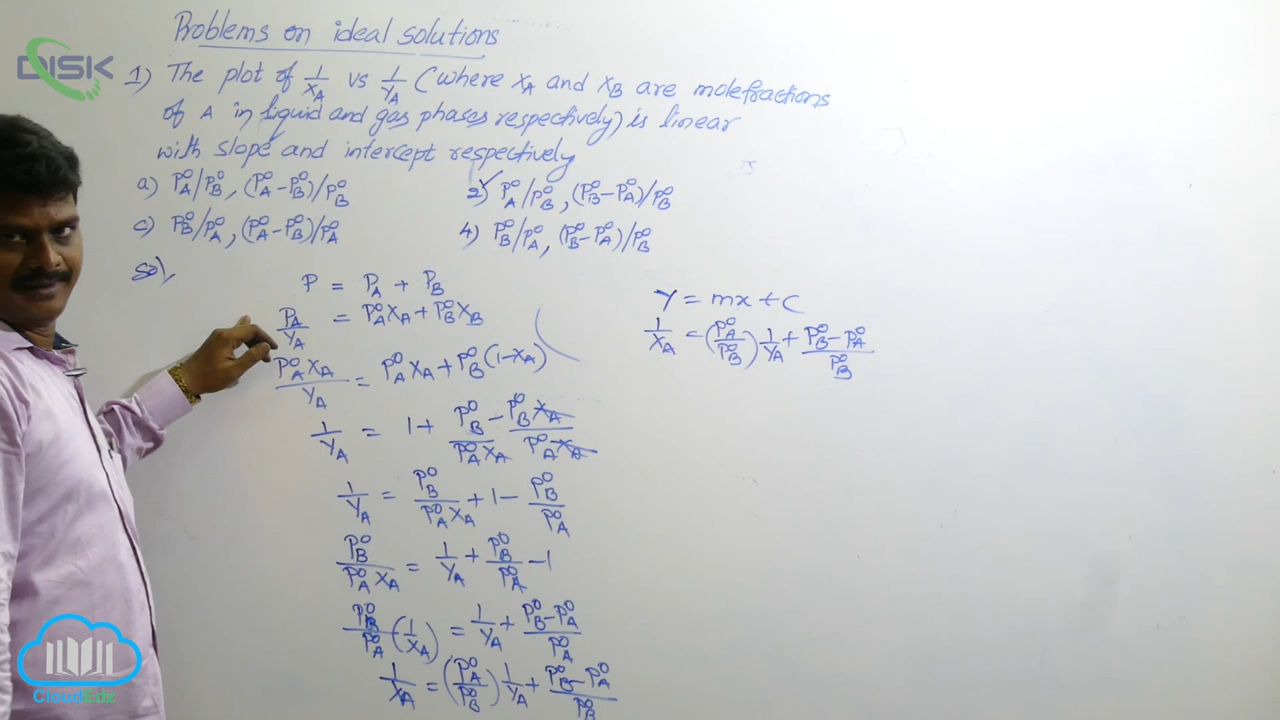 Problems on ideal solutions
DISK
1) The plot of 1/X_A vs 1/Y_A (where X_A and X_B are molefractions
of A in liquid and gas phases respectively) is linear
with slope and intercept respectively
a) P°_A/P°_B, (P°_A-P°_B)/P°_B
2) P°_A/P°_B, (P°_B-P°_A)/P°_B
c) P°_B/P°_A, (P°_A-P°_B)/P°_A
4) P°_B/P°_A, (P°_B-P°_A)/P°_B
Sol,
P = P_A + P_B
P_A/Y_A = P°_A X_A + P°_B X_B
P°_A X_A/Y_A = P°_A X_A + P°_B (1-X_A)
1/Y_A = 1 + P°_B/P°_A X_A - P°_B X_A/P°_A X_A
1/Y_A = P°_B/P°_A X_A + 1 - P°_B/P°_A
P°_B/P°_A X_A = 1/Y_A + P°_B/P°_A - 1
P°_B/P°_A (1/X_A) = 1/Y_A + P°_B-P°_A/P°_A
1/X_A = (P°_A/P°_B) 1/Y_A + P°_B-P°_A/P°_B
Y = mx + C
1/X_A = (P°_A/P°_B) 1/Y_A + P°_B-P°_A/P°_B
CloudEdz